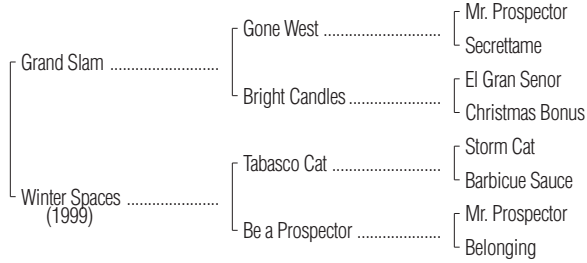 Mr. Prospector
Gone West ......................................
Secrettame
Grand Slam ...................................
El Gran Senor
Bright Candles............................
Christmas Bonus
Storm Cat
Tabasco Cat ...................................
Barbicue Sauce
Winter Spaces .............................
(1999)
Mr. Prospector
Be a Prospector ..........................
Belonging